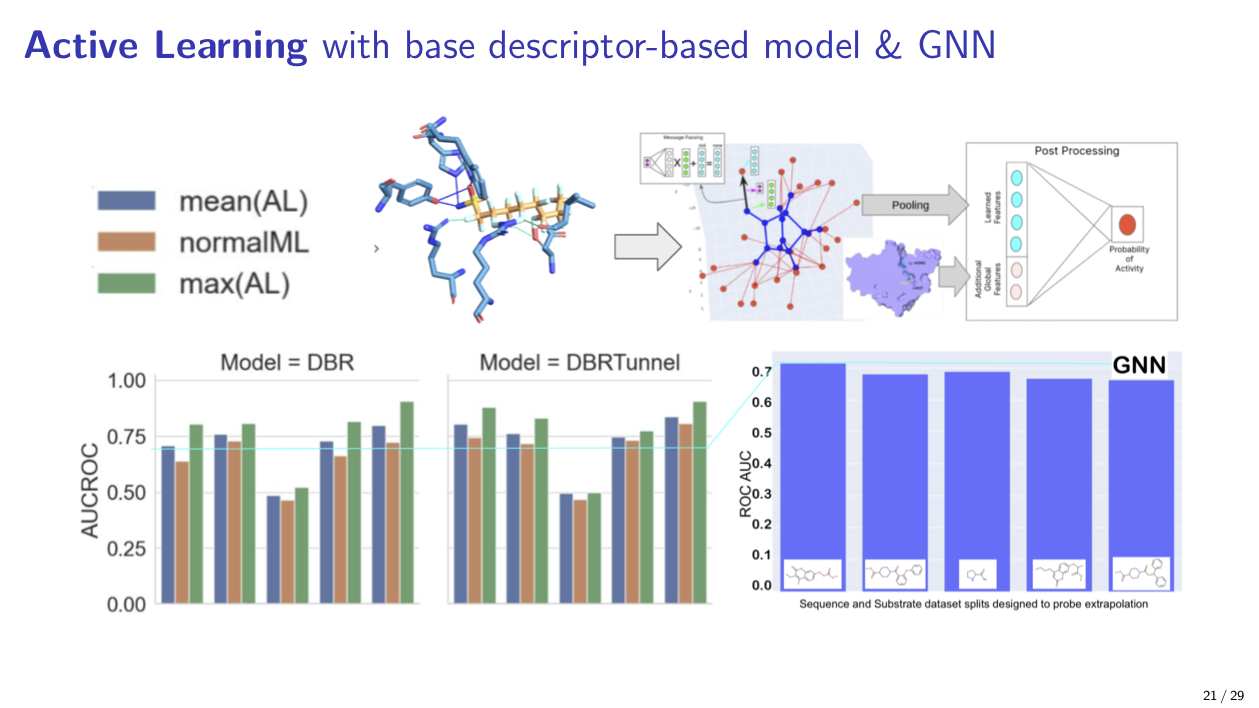 Active Learning with base descriptor-based model & GNN
mean(AL)
normalML
max(AL)
Message Passing
X + =
Pooling
Post Processing
Learned Features
Additional Global Features
Probability of Activity
Model = DBR
Model = DBRTunnel
AUCROC
1.00
0.75
0.50
0.25
0.00
GNN
ROC AUC
0.7
0.6
0.5
0.4
0.3
0.2
0.1
0.0
Sequence and Substrate dataset splits designed to probe extrapolation
21 / 29